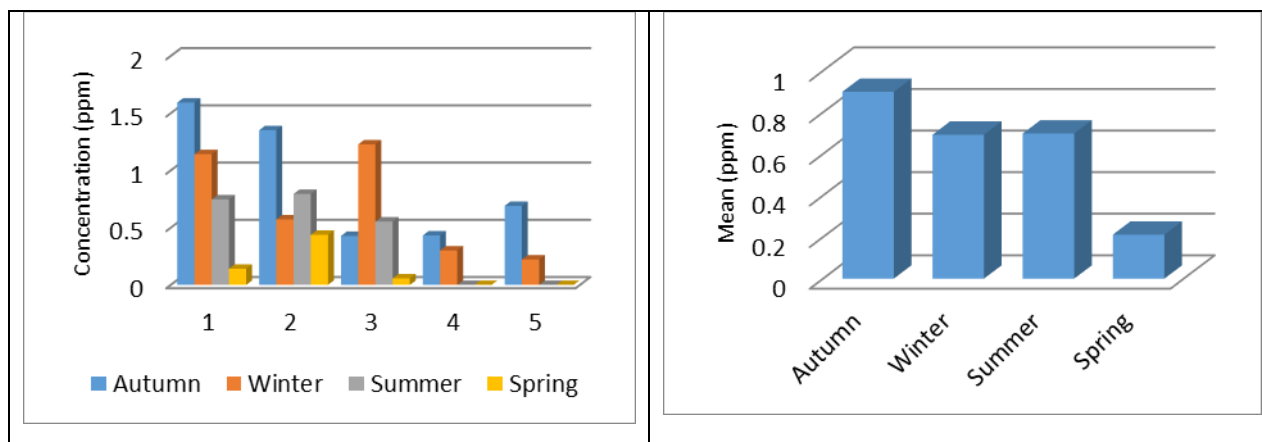 Concentration (ppm)
2
1.5
1
0.5
0
1 2 3 4 5
Autumn Winter Summer Spring
Mean (ppm)
1
0.8
0.6
0.4
0.2
0
Autumn
Winter
Summer
Spring